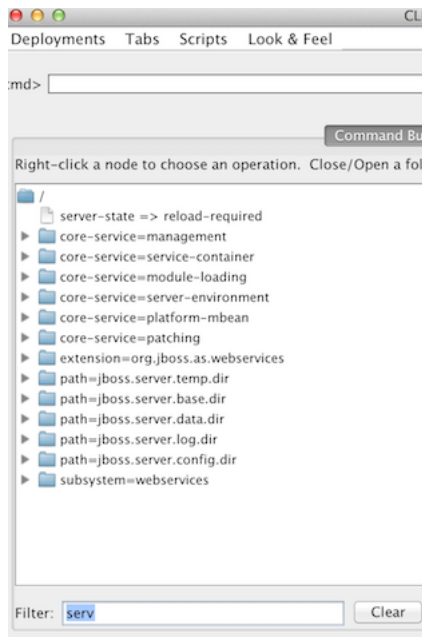 CL
Deployments Tabs Scripts Look & Feel
cmd>
Command Bu
Right-click a node to choose an operation. Close/Open a fol
/
server-state => reload-required
core-service=management
core-service=service-container
core-service=module-loading
core-service=server-environment
core-service=platform-mbean
core-service=patching
extension=org.jboss.as.webservices
path=jboss.server.temp.dir
path=jboss.server.base.dir
path=jboss.server.data.dir
path=jboss.server.log.dir
path=jboss.server.config.dir
subsystem=webservices
Filter: serv Clear